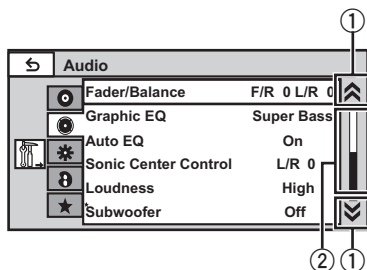 ①
Audio
Fader/Balance F/R 0 L/R 0
Graphic EQ Super Bass
Auto EQ On
Sonic Center Control L/R 0
Loudness High
Subwoofer Off
② ①